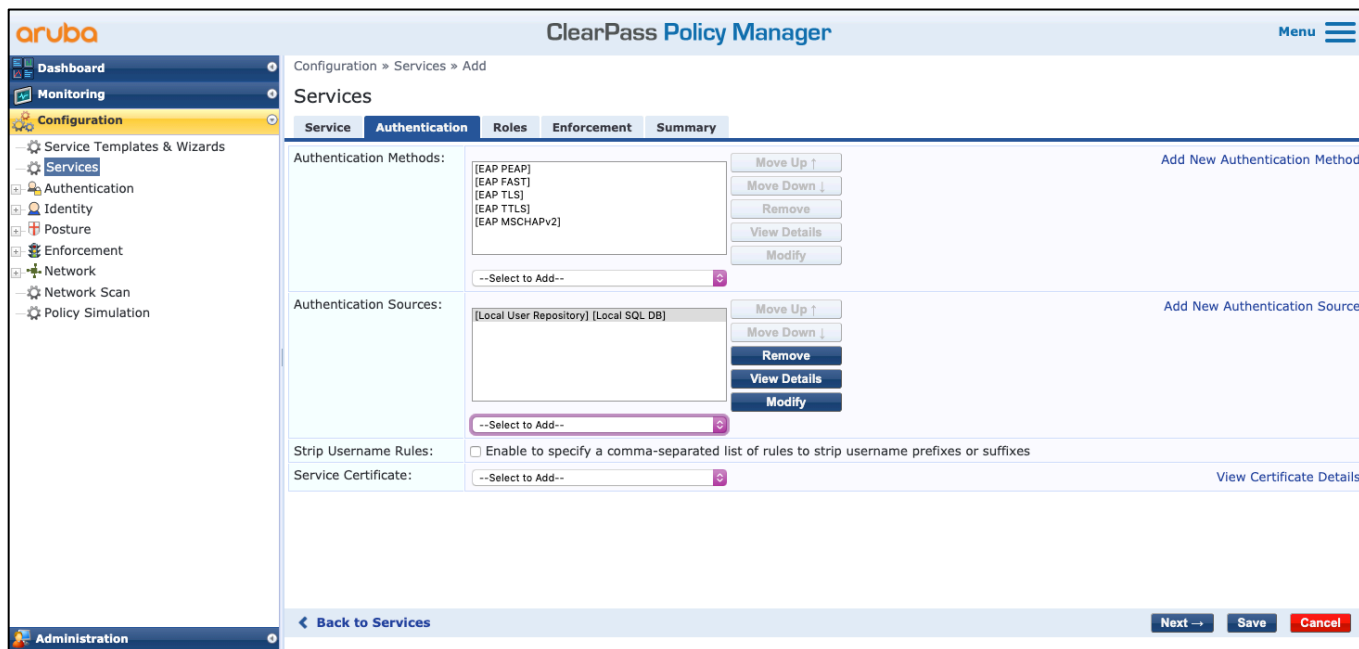 aruba
ClearPass Policy Manager
Menu
Dashboard
Monitoring
Configuration
Service Templates & Wizards
Services
Authentication
Identity
Posture
Enforcement
Network
Network Scan
Policy Simulation
Administration
Configuration » Services » Add
Services
Service Authentication Roles Enforcement Summary
Authentication Methods:
[EAP PEAP]
[EAP FAST]
[EAP TLS]
[EAP TTLS]
[EAP MSCHAPv2]
Move Up ↑
Move Down ↓
Remove
View Details
Modify
--Select to Add--
Add New Authentication Method
Authentication Sources:
[Local User Repository] [Local SQL DB]
Move Up ↑
Move Down ↓
Remove
View Details
Modify
--Select to Add--
Add New Authentication Source
Strip Username Rules: Enable to specify a comma-separated list of rules to strip username prefixes or suffixes
Service Certificate: --Select to Add-- View Certificate Details
Back to Services
Next → Save Cancel